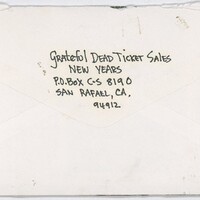 Grateful Dead Ticket Sales
New Years
P.O. Box C-S 8190
San Rafael, CA.
94912